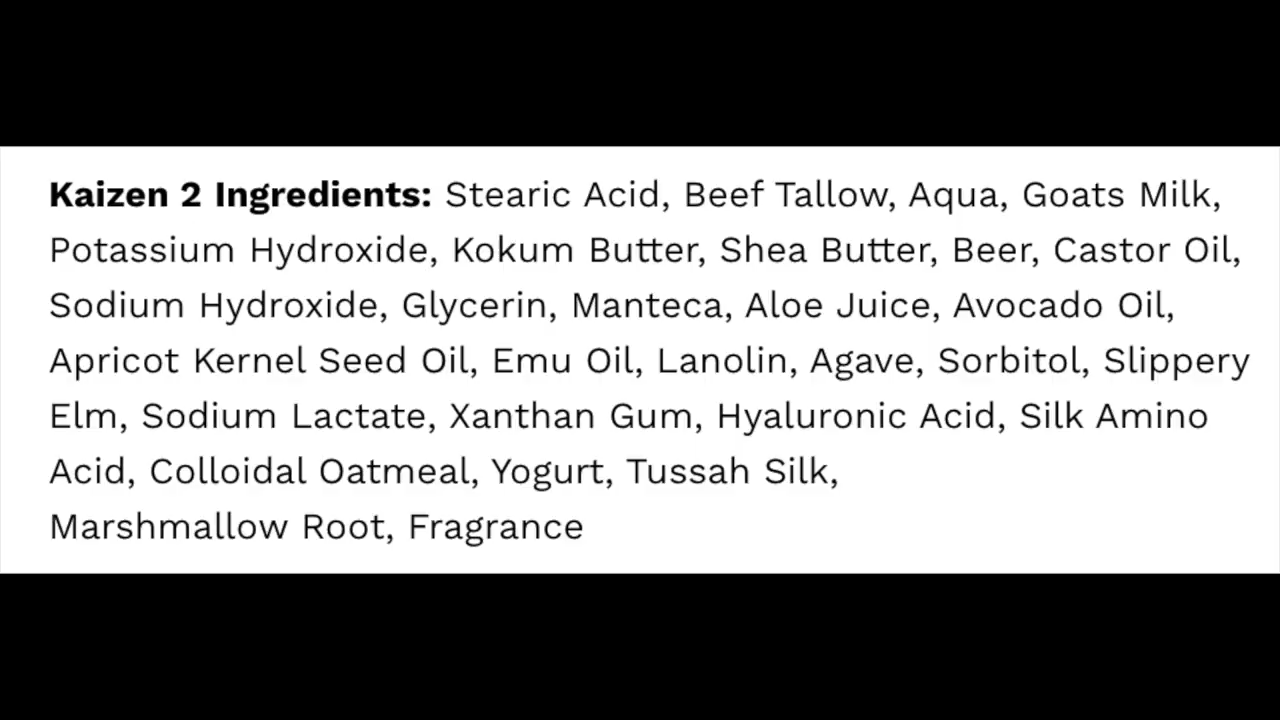 Kaizen 2 Ingredients: Stearic Acid, Beef Tallow, Aqua, Goats Milk,
Potassium Hydroxide, Kokum Butter, Shea Butter, Beer, Castor Oil,
Sodium Hydroxide, Glycerin, Manteca, Aloe Juice, Avocado Oil,
Apricot Kernel Seed Oil, Emu Oil, Lanolin, Agave, Sorbitol, Slippery
Elm, Sodium Lactate, Xanthan Gum, Hyaluronic Acid, Silk Amino
Acid, Colloidal Oatmeal, Yogurt, Tussah Silk,
Marshmallow Root, Fragrance